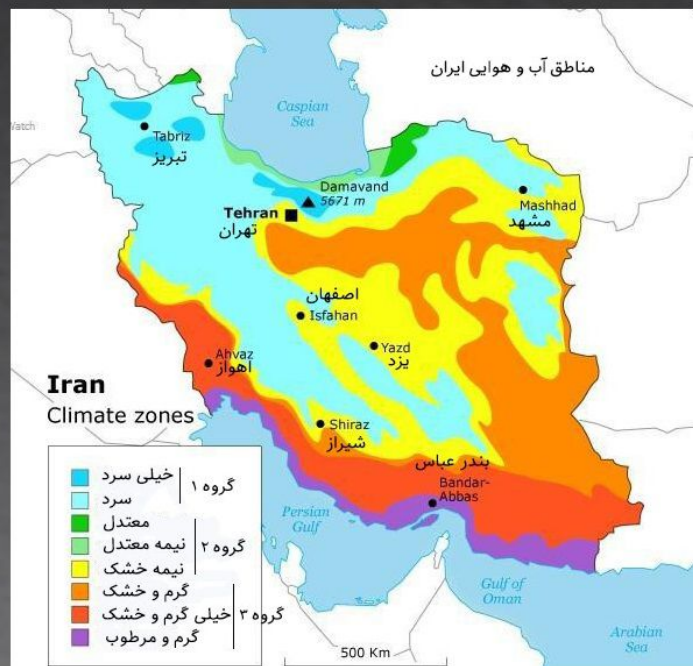 مناطق آب و هوایی ایران
Caspian
Sea
Watch
Tabriz
تبریز
Damavand
5671 m
Tehran
تهران
Mashhad
مشهد
اصفهان
Isfahan
Yazd
یزد
Ahvaz
اهواز
Iran
Climate zones
Shiraz
شیراز
بندر عباس
Bandar-
Abbas
Persian
Gulf
Gulf of
Oman
Arabian
Sea
خیلی سرد
سرد
گروه ۱
معتدل
نیمه معتدل
نیمه خشک
گروه ۲
گرم و خشک
خیلی گرم و خشک
گرم و مرطوب
گروه ۳
500 Km